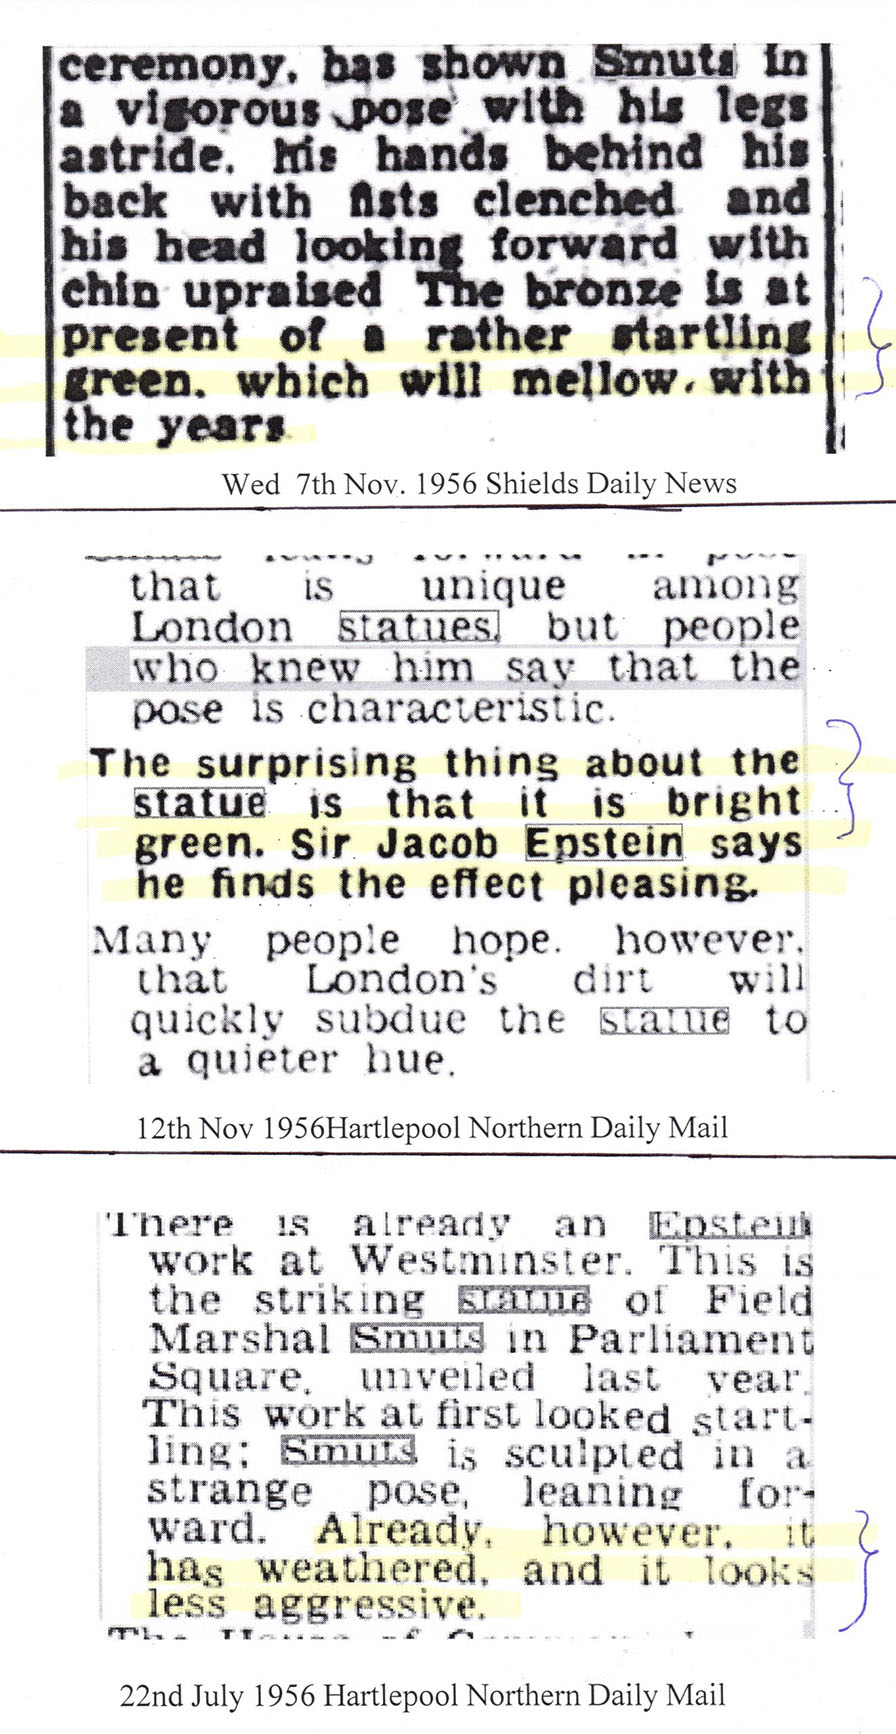 ceremony, has shown Smuts in
a vigorous pose with his legs
astride, his hands behind his
back with fists clenched and
his head looking forward with
chin upraised The bronze is at
present of a rather startling
green, which will mellow with
the years
Wed 7th Nov. 1956 Shields Daily News
that is unique among
London statues, but people
who knew him say that the
pose is characteristic.
The surprising thing about the
statue is that it is bright
green. Sir Jacob Epstein says
he finds the effect pleasing.
Many people hope, however,
that London's dirt will
quickly subdue the statue to
a quieter hue.
12th Nov 1956Hartlepool Northern Daily Mail
There is already an Epstein
work at Westminster. This is
the striking statue of Field
Marshal Smuts in Parliament
Square, unveiled last year.
This work at first looked start-
ling; Smuts is sculpted in a
strange pose, leaning for-
ward. Already, however, it
has weathered, and it looks
less aggressive.
22nd July 1956 Hartlepool Northern Daily Mail